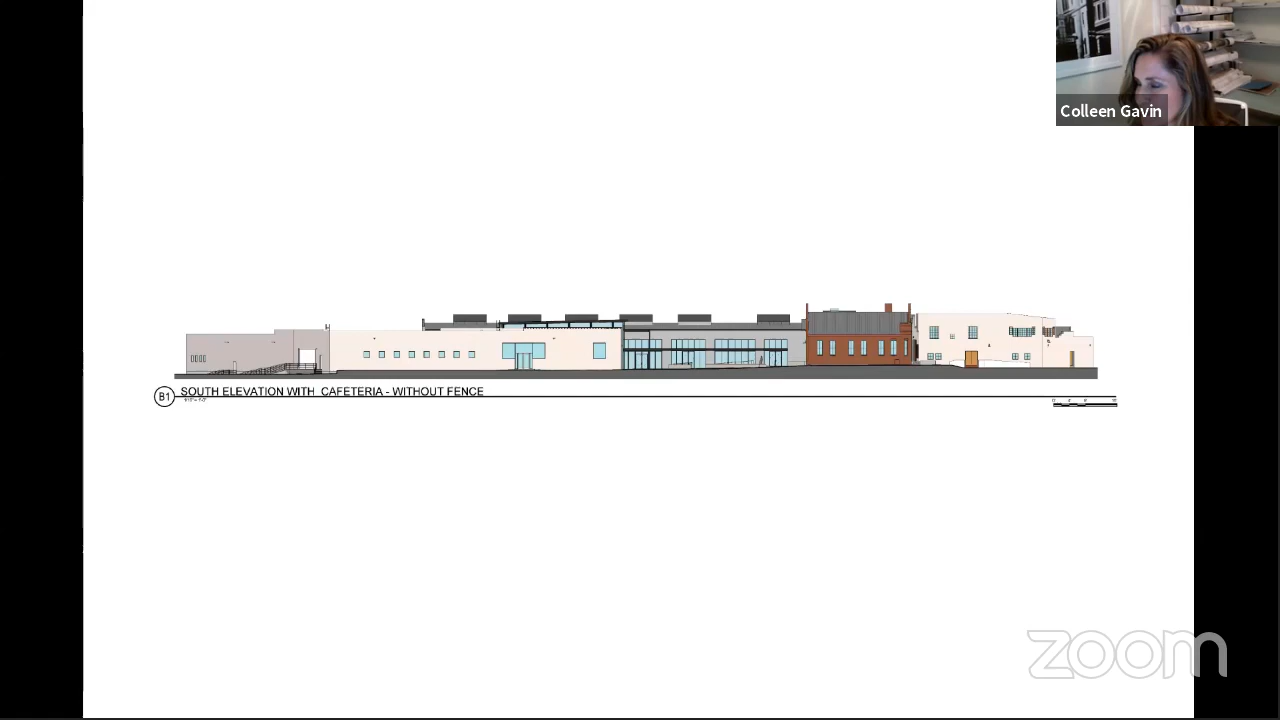 Colleen Gavin
B1
SOUTH ELEVATION WITH CAFETERIA - WITHOUT FENCE
zoom